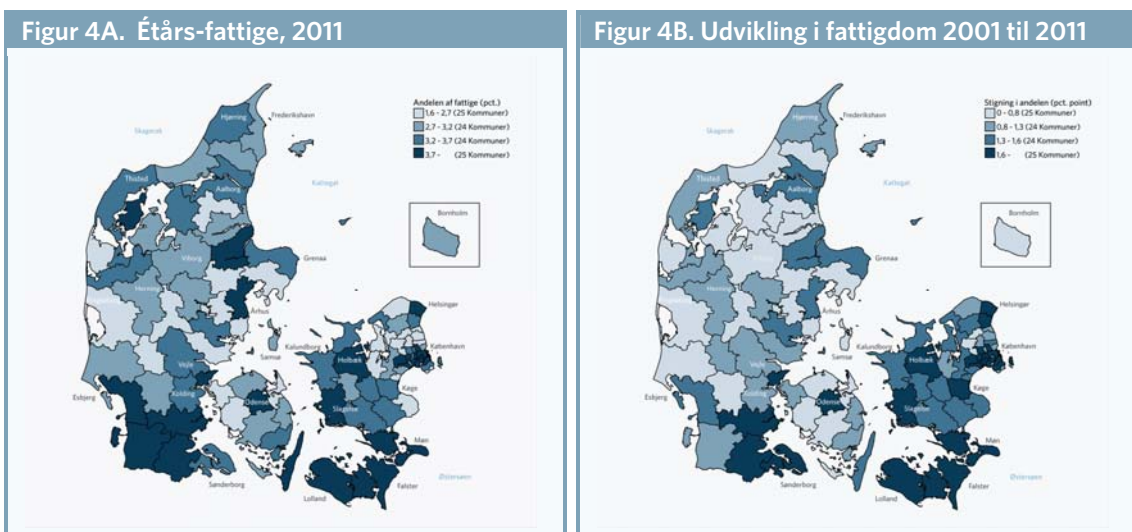 Figur 4A. Étårs-fattige, 2011
Andelen af fattige (pct.)
1,6 - 2,7 (25 Kommuner)
2,7 - 3,2 (24 Kommuner)
3,2 - 3,7 (24 Kommuner)
3,7 - (25 Kommuner)
Skagerak
Hjørring
Frederikshavn
Thisted
Aalborg
Kattegat
Bornholm
Viborg
Grenaa
Herning
Århus
Helsingør
Samsø
Kalundborg
Holbæk
København
Vejle
Køge
Esbjerg
Kolding
Odense
Slagelse
Møn
Sønderborg
Lolland
Falster
Østersøen
Figur 4B. Udvikling i fattigdom 2001 til 2011
Stigning i andelen (pct. point)
0 - 0,8 (25 Kommuner)
0,8 - 1,3 (24 Kommuner)
1,3 - 1,6 (24 Kommuner)
1,6 - (25 Kommuner)
Skagerak
Hjørring
Frederikshavn
Thisted
Aalborg
Kattegat
Bornholm
Grenaa
Herning
Århus
Helsingør
Samsø
Kalundborg
Holbæk
København
Vejle
Køge
Esbjerg
Kolding
Odense
Slagelse
Møn
Sønderborg
Lolland
Falster
Østersøen